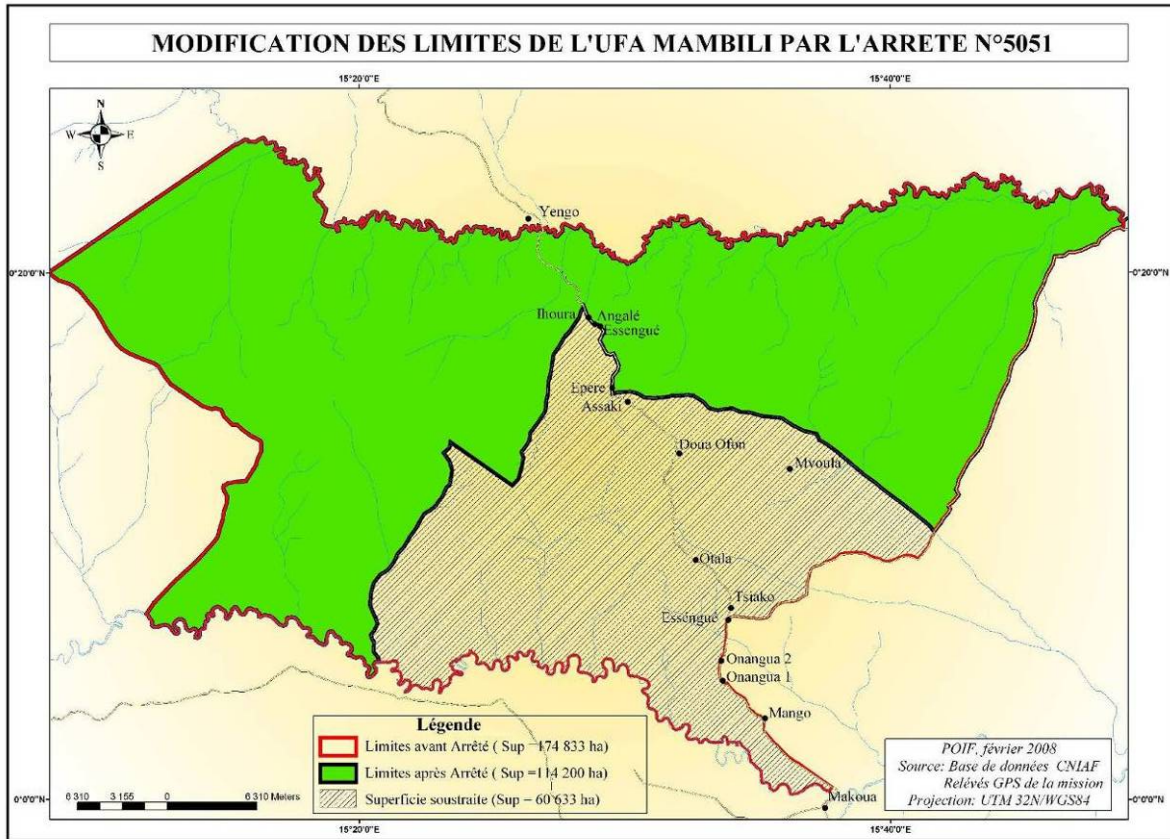 MODIFICATION DES LIMITES DE L'UFA MAMBILI PAR L'ARRETE N°5051
15°20'0"E
15°40'0"E
N
W
E
S
Yengo
0°20'0"N
0°20'0"N
Ihoura
Angalé
Essengué
Epere
Assaki
Doua Ofon
Mvoula
Otala
Tsiako
Esséngué
Onangua 2
Onangua 1
Mango
Makoua
Légende
Limites avant Arrêté ( Sup =174 833 ha)
Limites après Arrêté ( Sup =114 200 ha)
Superficie soustraite (Sup = 60 633 ha)
6 310
3 155
0
6 310 Meters
POIF, février 2008
Source: Base de données CNIAF
Rélévés GPS de la mission
Projection: UTM 32N/WGS84
0°0'0"N
0°0'0"N
15°20'0"E
15°40'0"E